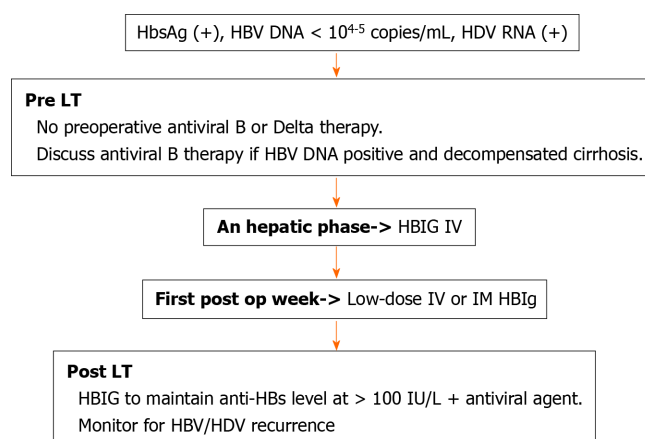 HbsAg (+), HBV DNA < 10⁴⁻⁵ copies/mL, HDV RNA (+)
Pre LT
No preoperative antiviral B or Delta therapy.
Discuss antiviral B therapy if HBV DNA positive and decompensated cirrhosis.
An hepatic phase-> HBIG IV
First post op week-> Low-dose IV or IM HBIg
Post LT
HBIG to maintain anti-HBs level at > 100 IU/L + antiviral agent.
Monitor for HBV/HDV recurrence